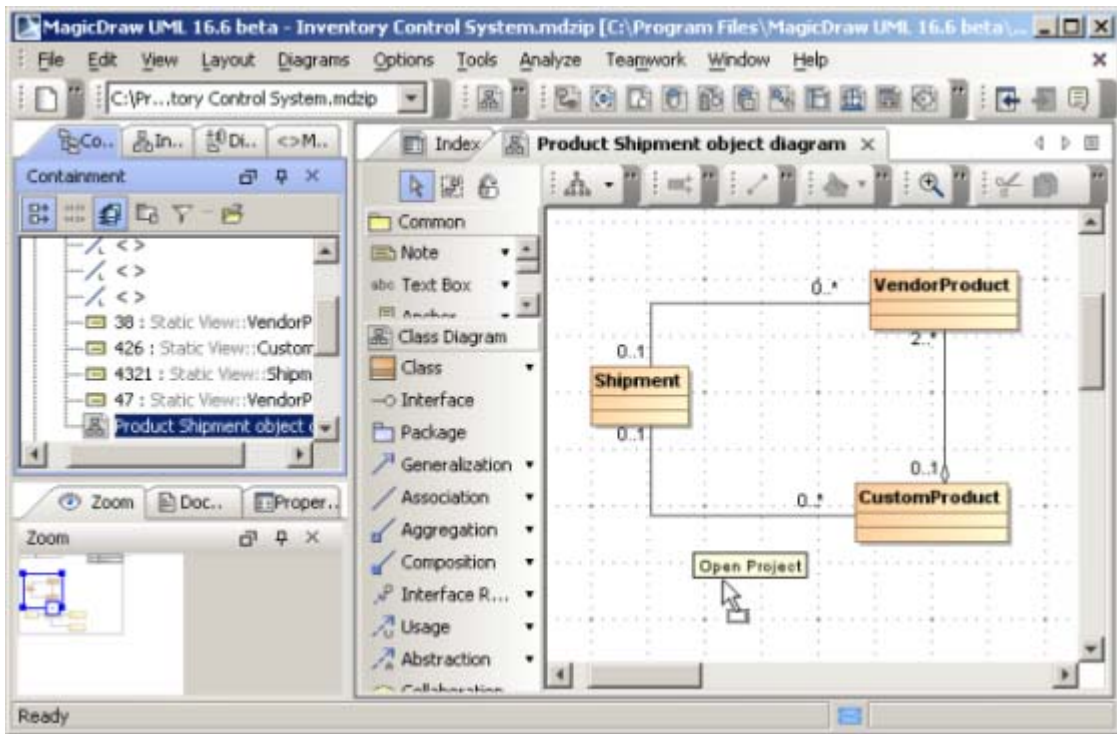 MagicDraw UML 16.6 beta - Inventory Control System.mdzip [C:\Program Files\MagicDraw UML 16.6 beta\...
File Edit View Layout Diagrams Options Tools Analyze Teamwork Window Help
C:\Pr...tory Control System.mdzip
Co.. In.. Di.. <>M..
Containment
<>
<>
<>
38 : Static View::VendorP
426 : Static View::Custom
4321 : Static View::Shipm
47 : Static View::VendorP
Product Shipment object
Zoom Doc.. Proper..
Zoom
Index Product Shipment object diagram
Common
Note
abc Text Box
Anchor
Class Diagram
Class
Interface
Package
Generalization
Association
Aggregation
Composition
Interface R...
Usage
Abstraction
Collaboration
0..* VendorProduct
2..*
0..1
Shipment
0..1
0..1
0..* CustomProduct
Open Project
Ready